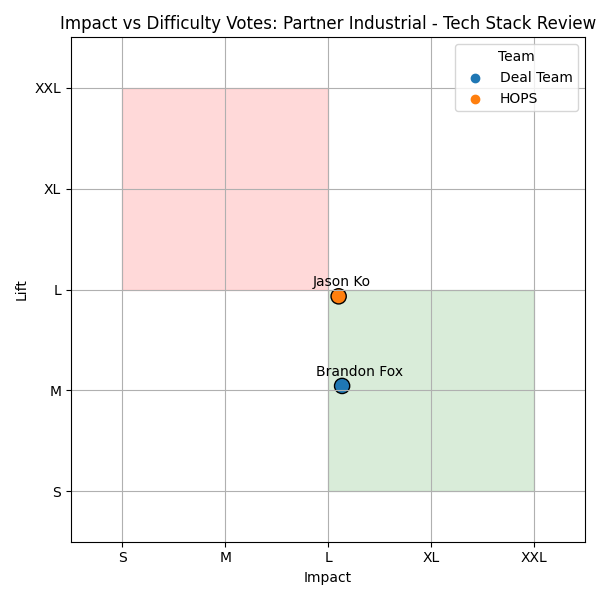 Impact vs Difficulty Votes: Partner Industrial - Tech Stack Review
Team
Deal Team
HOPS
XXL
XL
L
M
S
Lift
Jason Ko
Brandon Fox
S
M
L
XL
XXL
Impact